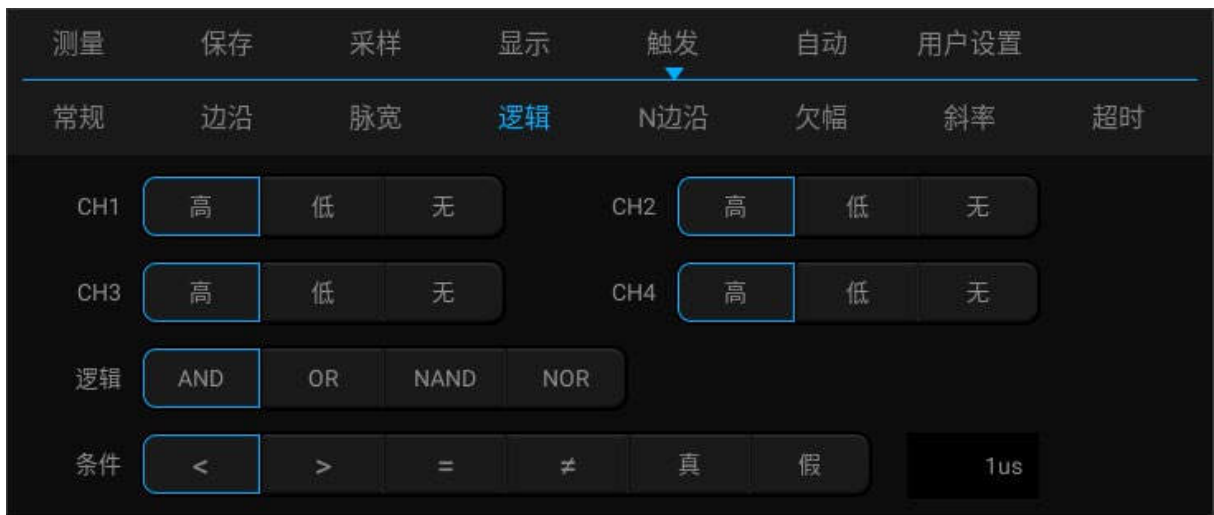 测量 保存 采样 显示 触发 自动 用户设置
常规 边沿 脉宽 逻辑 N边沿 欠幅 斜率 超时
CH1 高 低 无 CH2 高 低 无
CH3 高 低 无 CH4 高 低 无
逻辑 AND OR NAND NOR
条件 < > = ≠ 真 假 1us